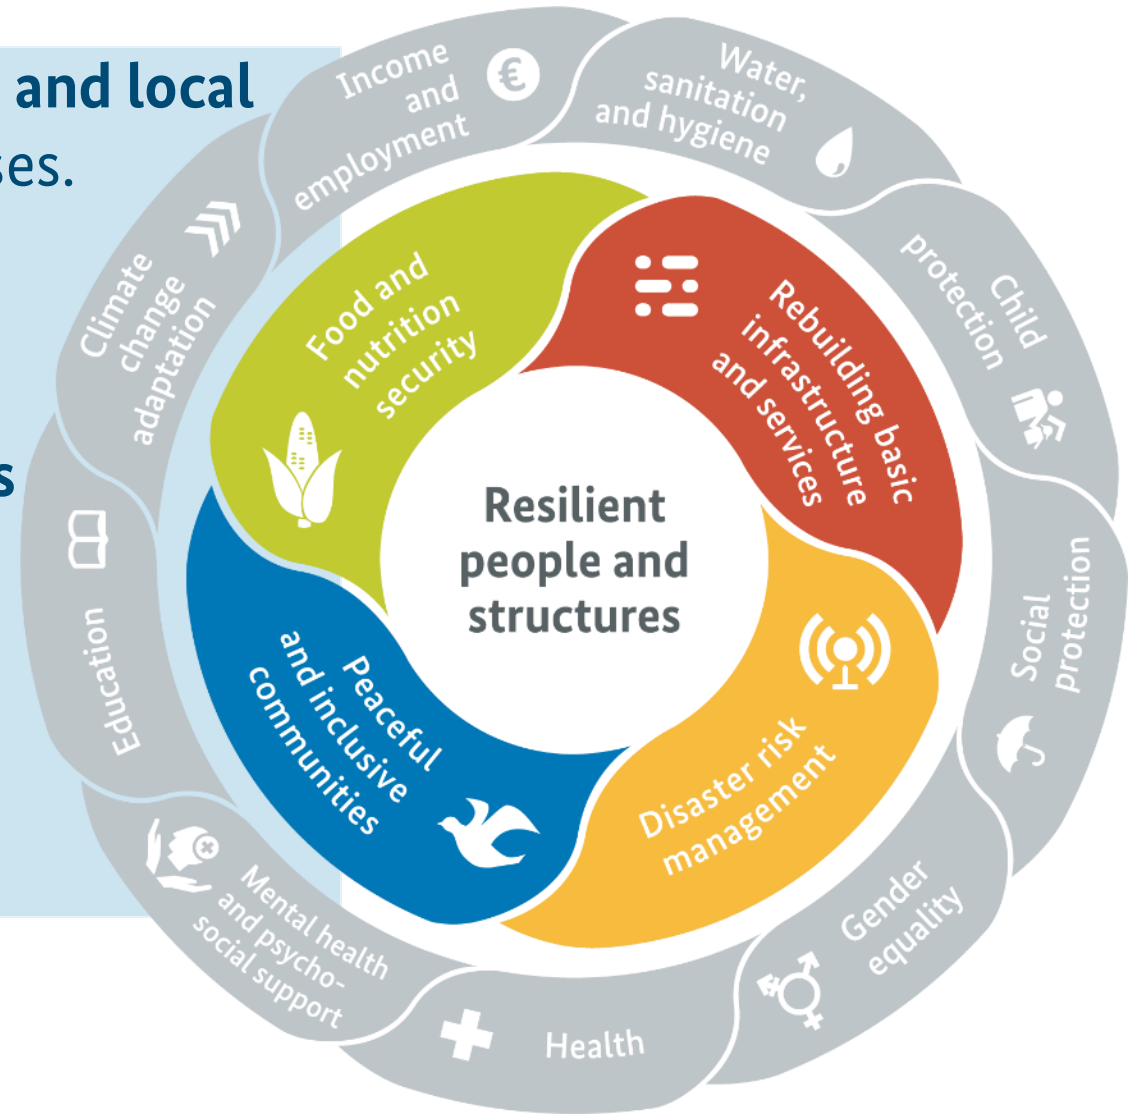 and local
ses.
s
Income
and
employment
€
Water,
sanitation
and hygiene
Child
protection
Social
protection
Gender
equality
Health
Mental health
and psycho-
social support
Education
Climate
change
adaptation
Food and
nutrition
security
Rebuilding basic
infrastructure
and services
Disaster risk
management
Peaceful
and inclusive
communities
Resilient
people and
structures